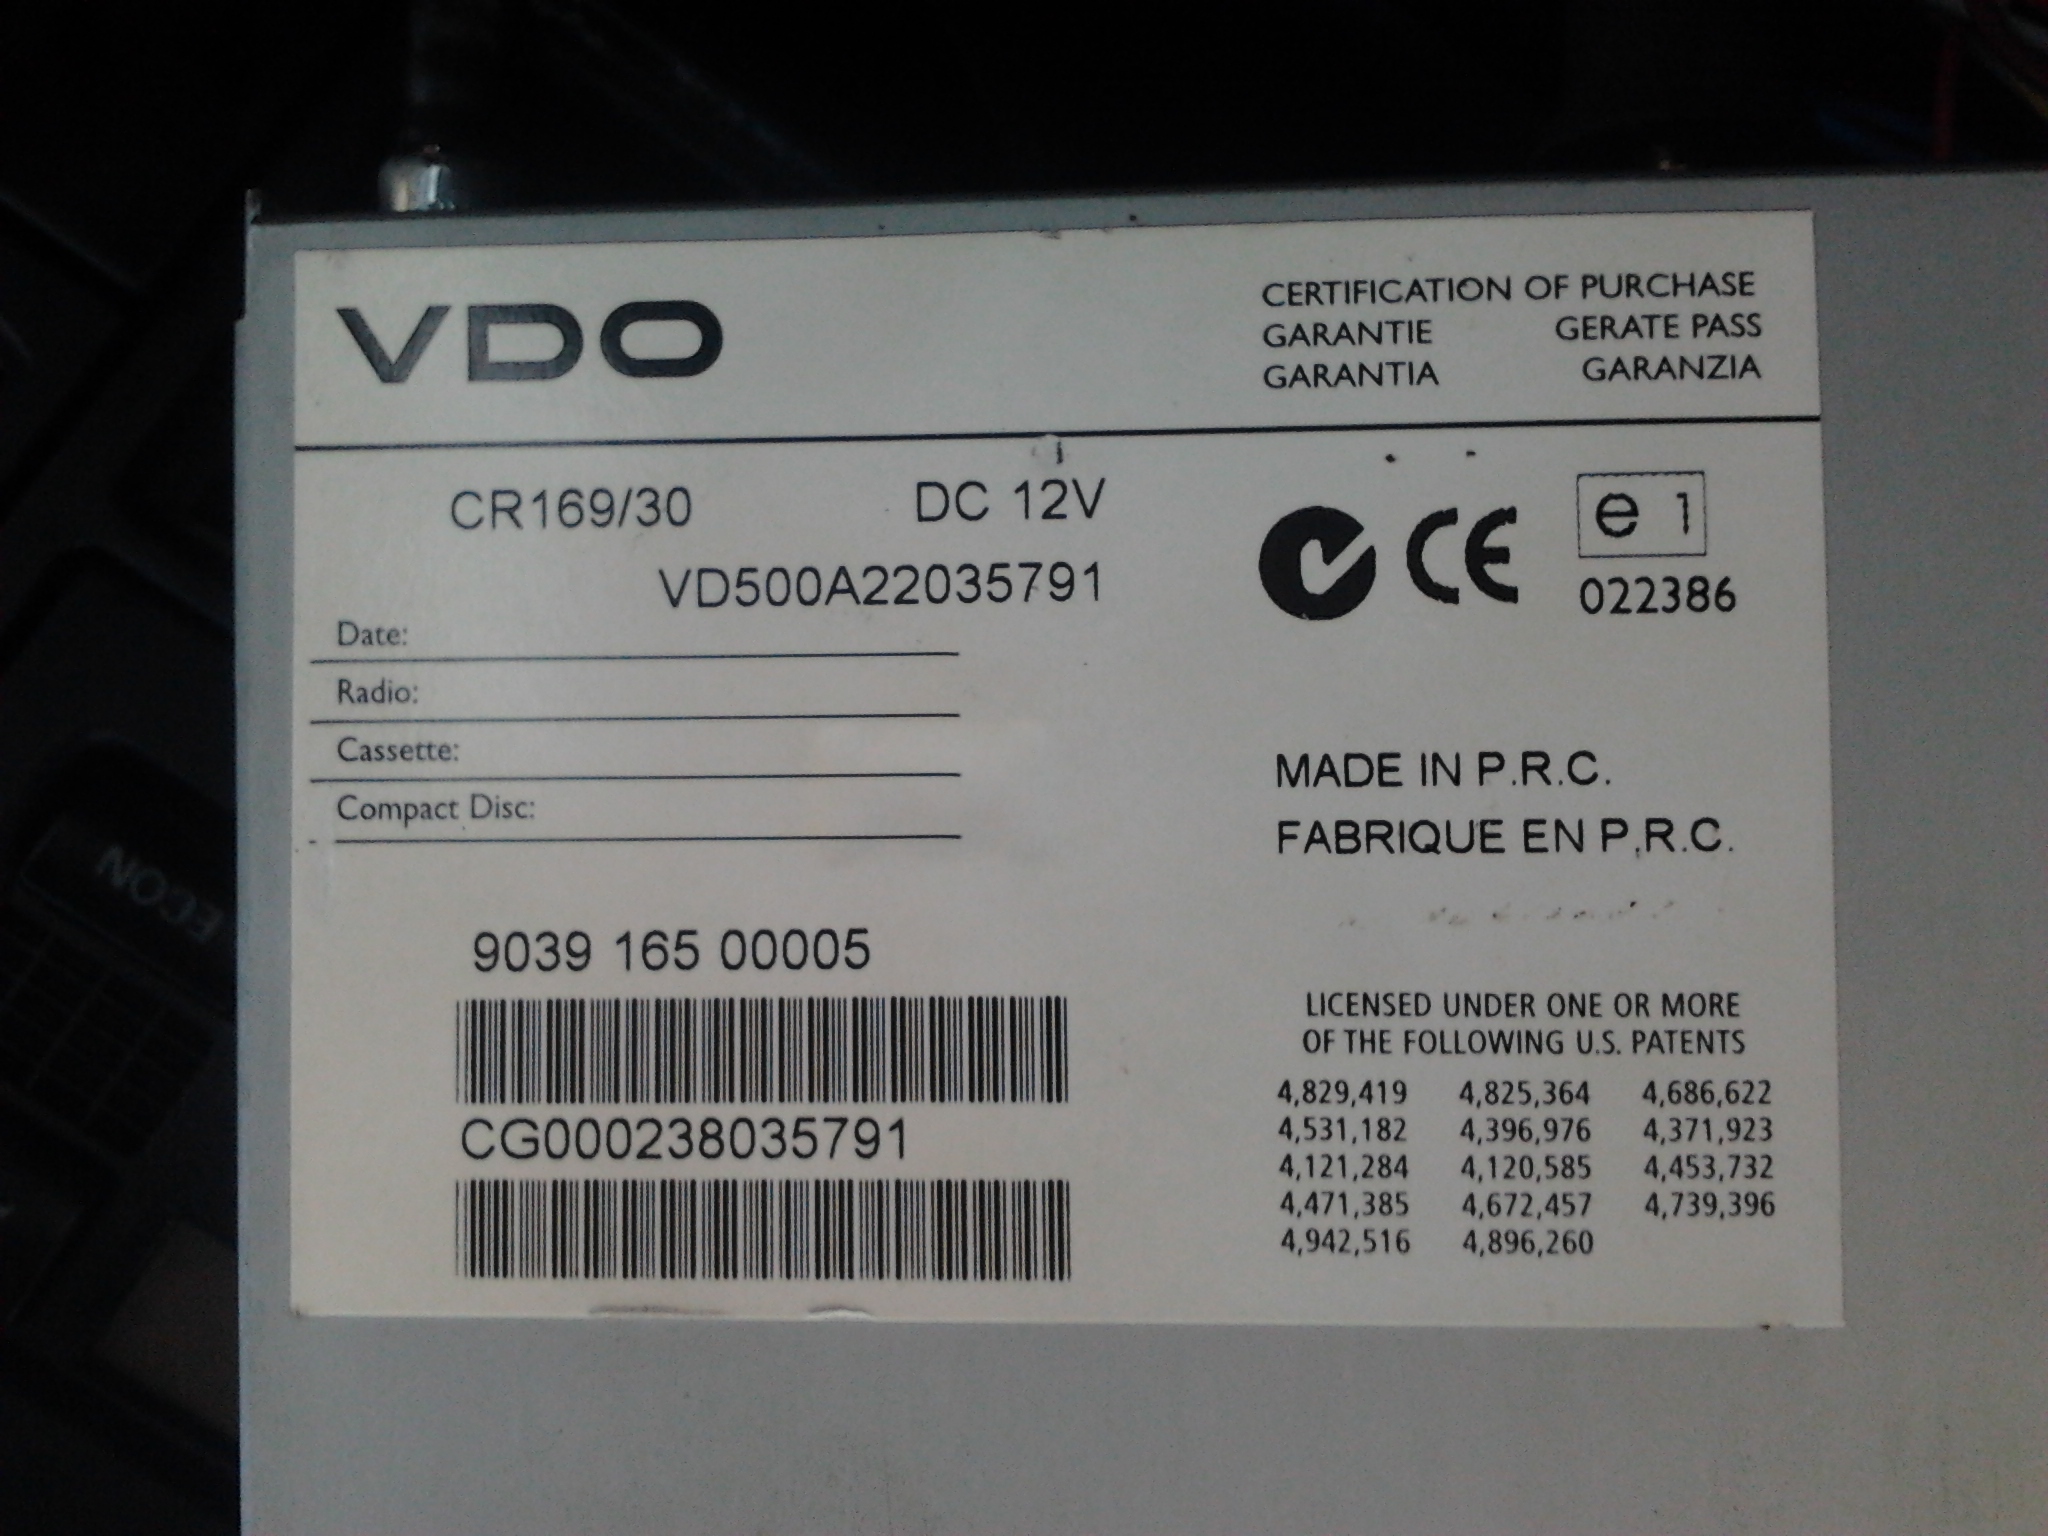 VDO
CERTIFICATION OF PURCHASE
GARANTIE GERATE PASS
GARANTIA GARANZIA
CR169/30 DC 12V
VD500A22035791
CE
e 1
022386
Date:
Radio:
Cassette:
Compact Disc:
MADE IN P.R.C.
FABRIQUE EN P.R.C.
9039 165 00005
CG000238035791
LICENSED UNDER ONE OR MORE
OF THE FOLLOWING U.S. PATENTS
4,829,419 4,825,364 4,686,622
4,531,182 4,396,976 4,371,923
4,121,284 4,120,585 4,453,732
4,471,385 4,672,457 4,739,396
4,942,516 4,896,260
ECON